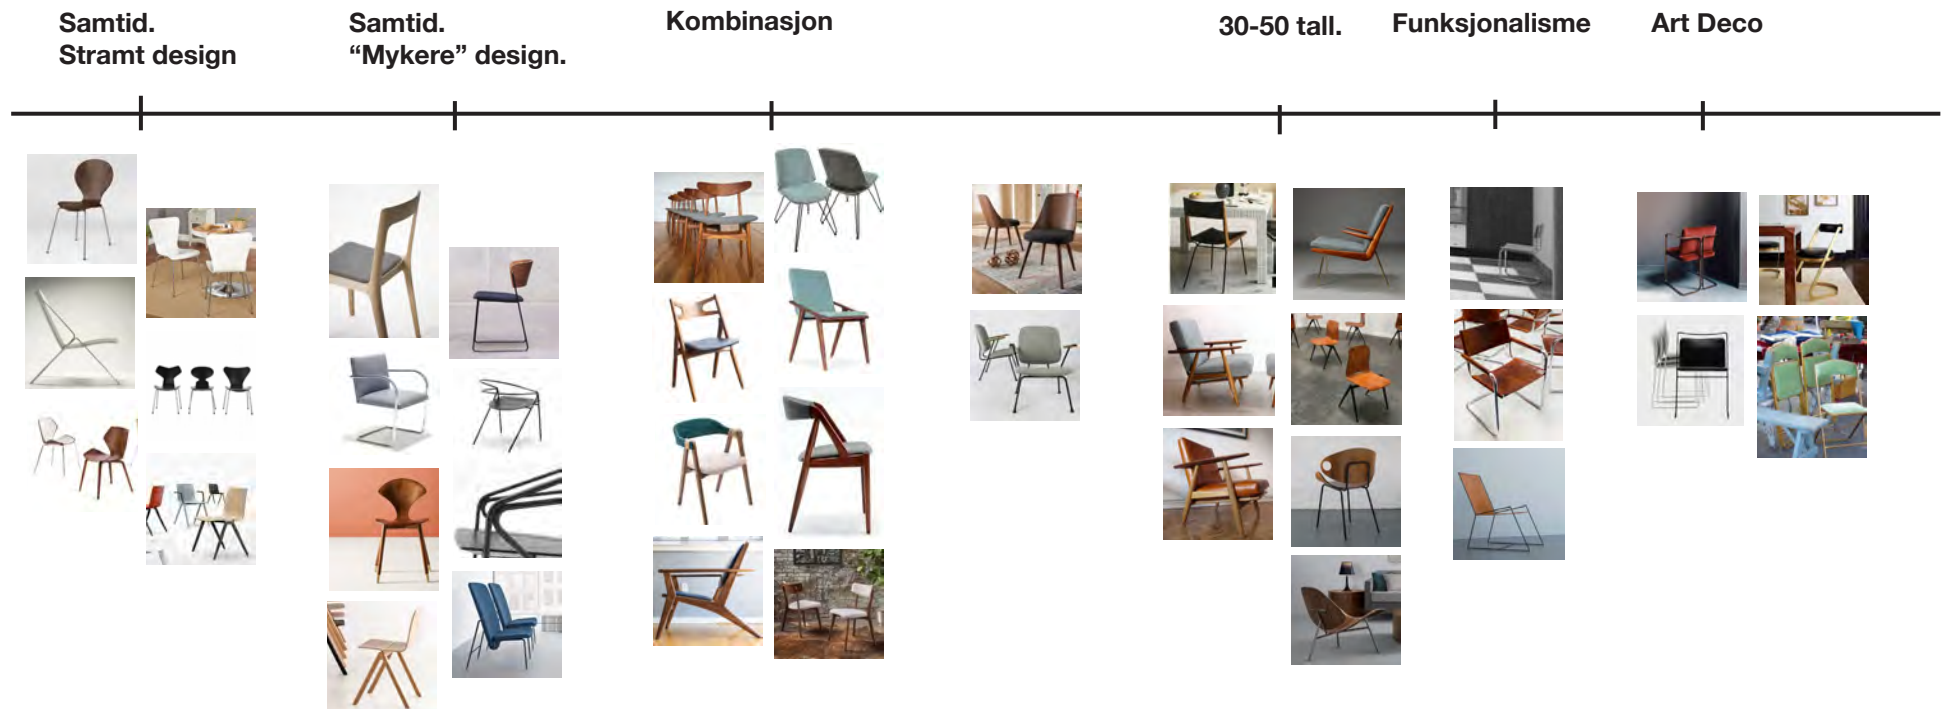 Samtid.
Stramt design
Samtid.
“Mykere” design.
Kombinasjon
30-50 tall.
Funksjonalisme
Art Deco